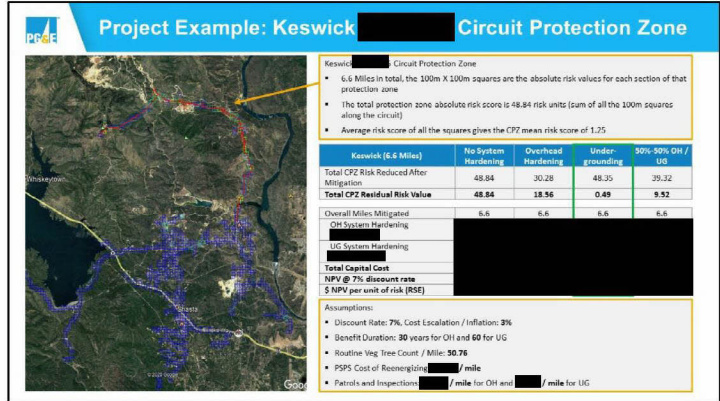 PG&E
Project Example: Keswick Circuit Protection Zone
Keswick Circuit Protection Zone
▪ 6.6 Miles in total, the 100m X 100m squares are the absolute risk values for each section of that
protection zone
▪ The total protection zone absolute risk score is 48.84 risk units (sum of all the 100m squares
along the circuit)
▪ Average risk score of all the squares gives the CPZ mean risk of 1.25
Keswick (6.6 Miles) No System Hardening Overhead Hardening Under-grounding 50%-50% OH / UG
Total CPZ Risk Reduced After Mitigation 48.84 30.28 48.35 39.32
Total CPZ Residual Risk Value 48.84 18.56 0.49 9.52
Overall Miles Mitigated 6.6 6.6 6.6 6.6
OH System Hardening
UG System Hardening
Total Capital Cost
NPV @ 7% discount rate
$ NPV per unit of risk (RSE)
Assumptions:
▪ Discount Rate: 7%, Cost Escalation / Inflation: 3%
▪ Benefit Duration: 30 years for OH and 60 for UG
▪ Routine Veg Tree Count / Mile: 50.76
▪ PSPS Cost of Reenergizing / mile
▪ Patrols and Inspections: / mile for OH and / mile for UG
Whiskeytown
Shasta
Goo